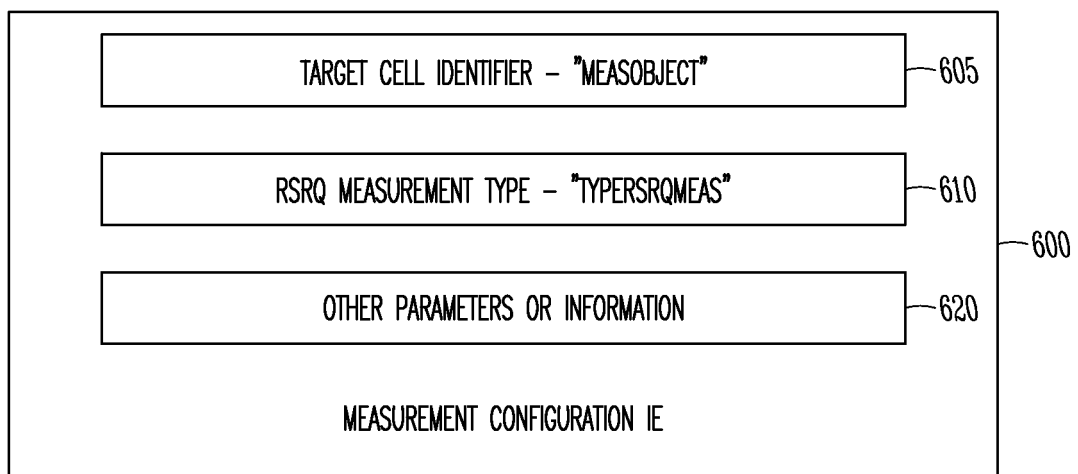 TARGET CELL IDENTIFIER – "MEASOBJECT"
605
RSRQ MEASUREMENT TYPE – "TYPERSRQMEAS"
610
600
OTHER PARAMETERS OR INFORMATION
620
MEASUREMENT CONFIGURATION IE